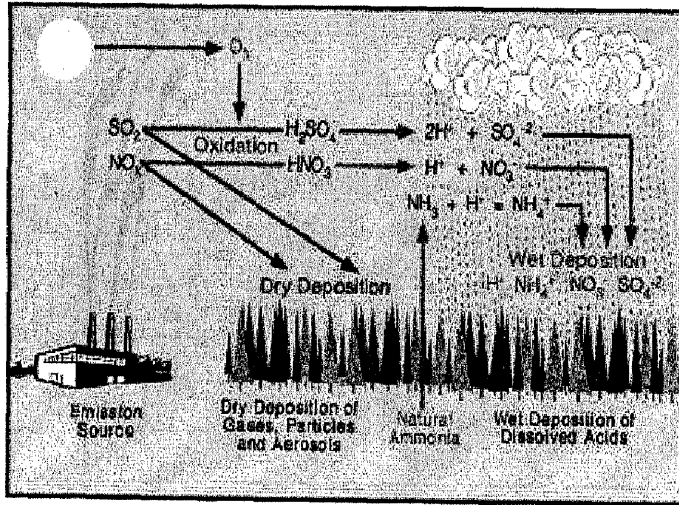 O₃
SO₂ H₂SO₄ 2H⁺ + SO₄⁻²
Oxidation
NOₓ HNO₃ H⁺ + NO₃⁻
NH₃ + H⁺ = NH₄⁺
Wet Deposition
H⁺ NH₄⁺ NO₃⁻ SO₄⁻²
Dry Deposition
Emission
Source
Dry Deposition of
Gases, Particles
and Aerosols
Natural
Ammonia
Wet Deposition of
Dissolved Acids